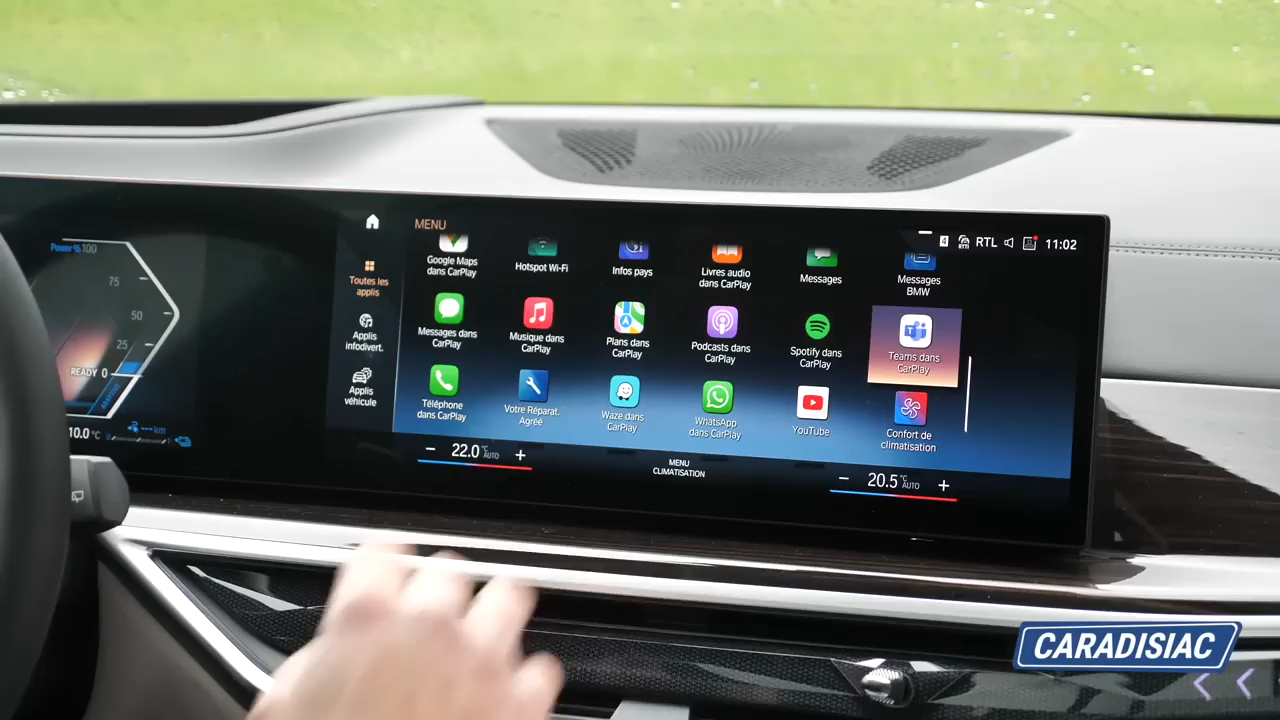 MENU
4
RTL
11:02
Power%100
75
50
25
READY 0
10.0 °C
--- km
Toutes les
applis
Applis
infodivert.
Applis
véhicule
Google Maps
dans CarPlay
Hotspot Wi-Fi
Infos pays
Livres audio
dans CarPlay
Messages
Messages
BMW
Messages dans
CarPlay
Musique dans
CarPlay
Plans dans
CarPlay
Podcasts dans
CarPlay
Spotify dans
CarPlay
Teams dans
CarPlay
Téléphone
dans CarPlay
Votre Réparat.
Agréé
Waze dans
CarPlay
WhatsApp
dans CarPlay
YouTube
Confort de
climatisation
− 22.0 °C AUTO +
MENU
CLIMATISATION
− 20.5 °C AUTO +
CARADISIAC